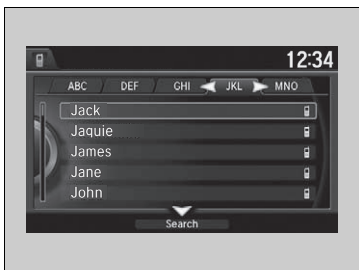 12:34
ABC DEF GHI JKL MNO
Jack
Jaquie
James
Jane
John
Search